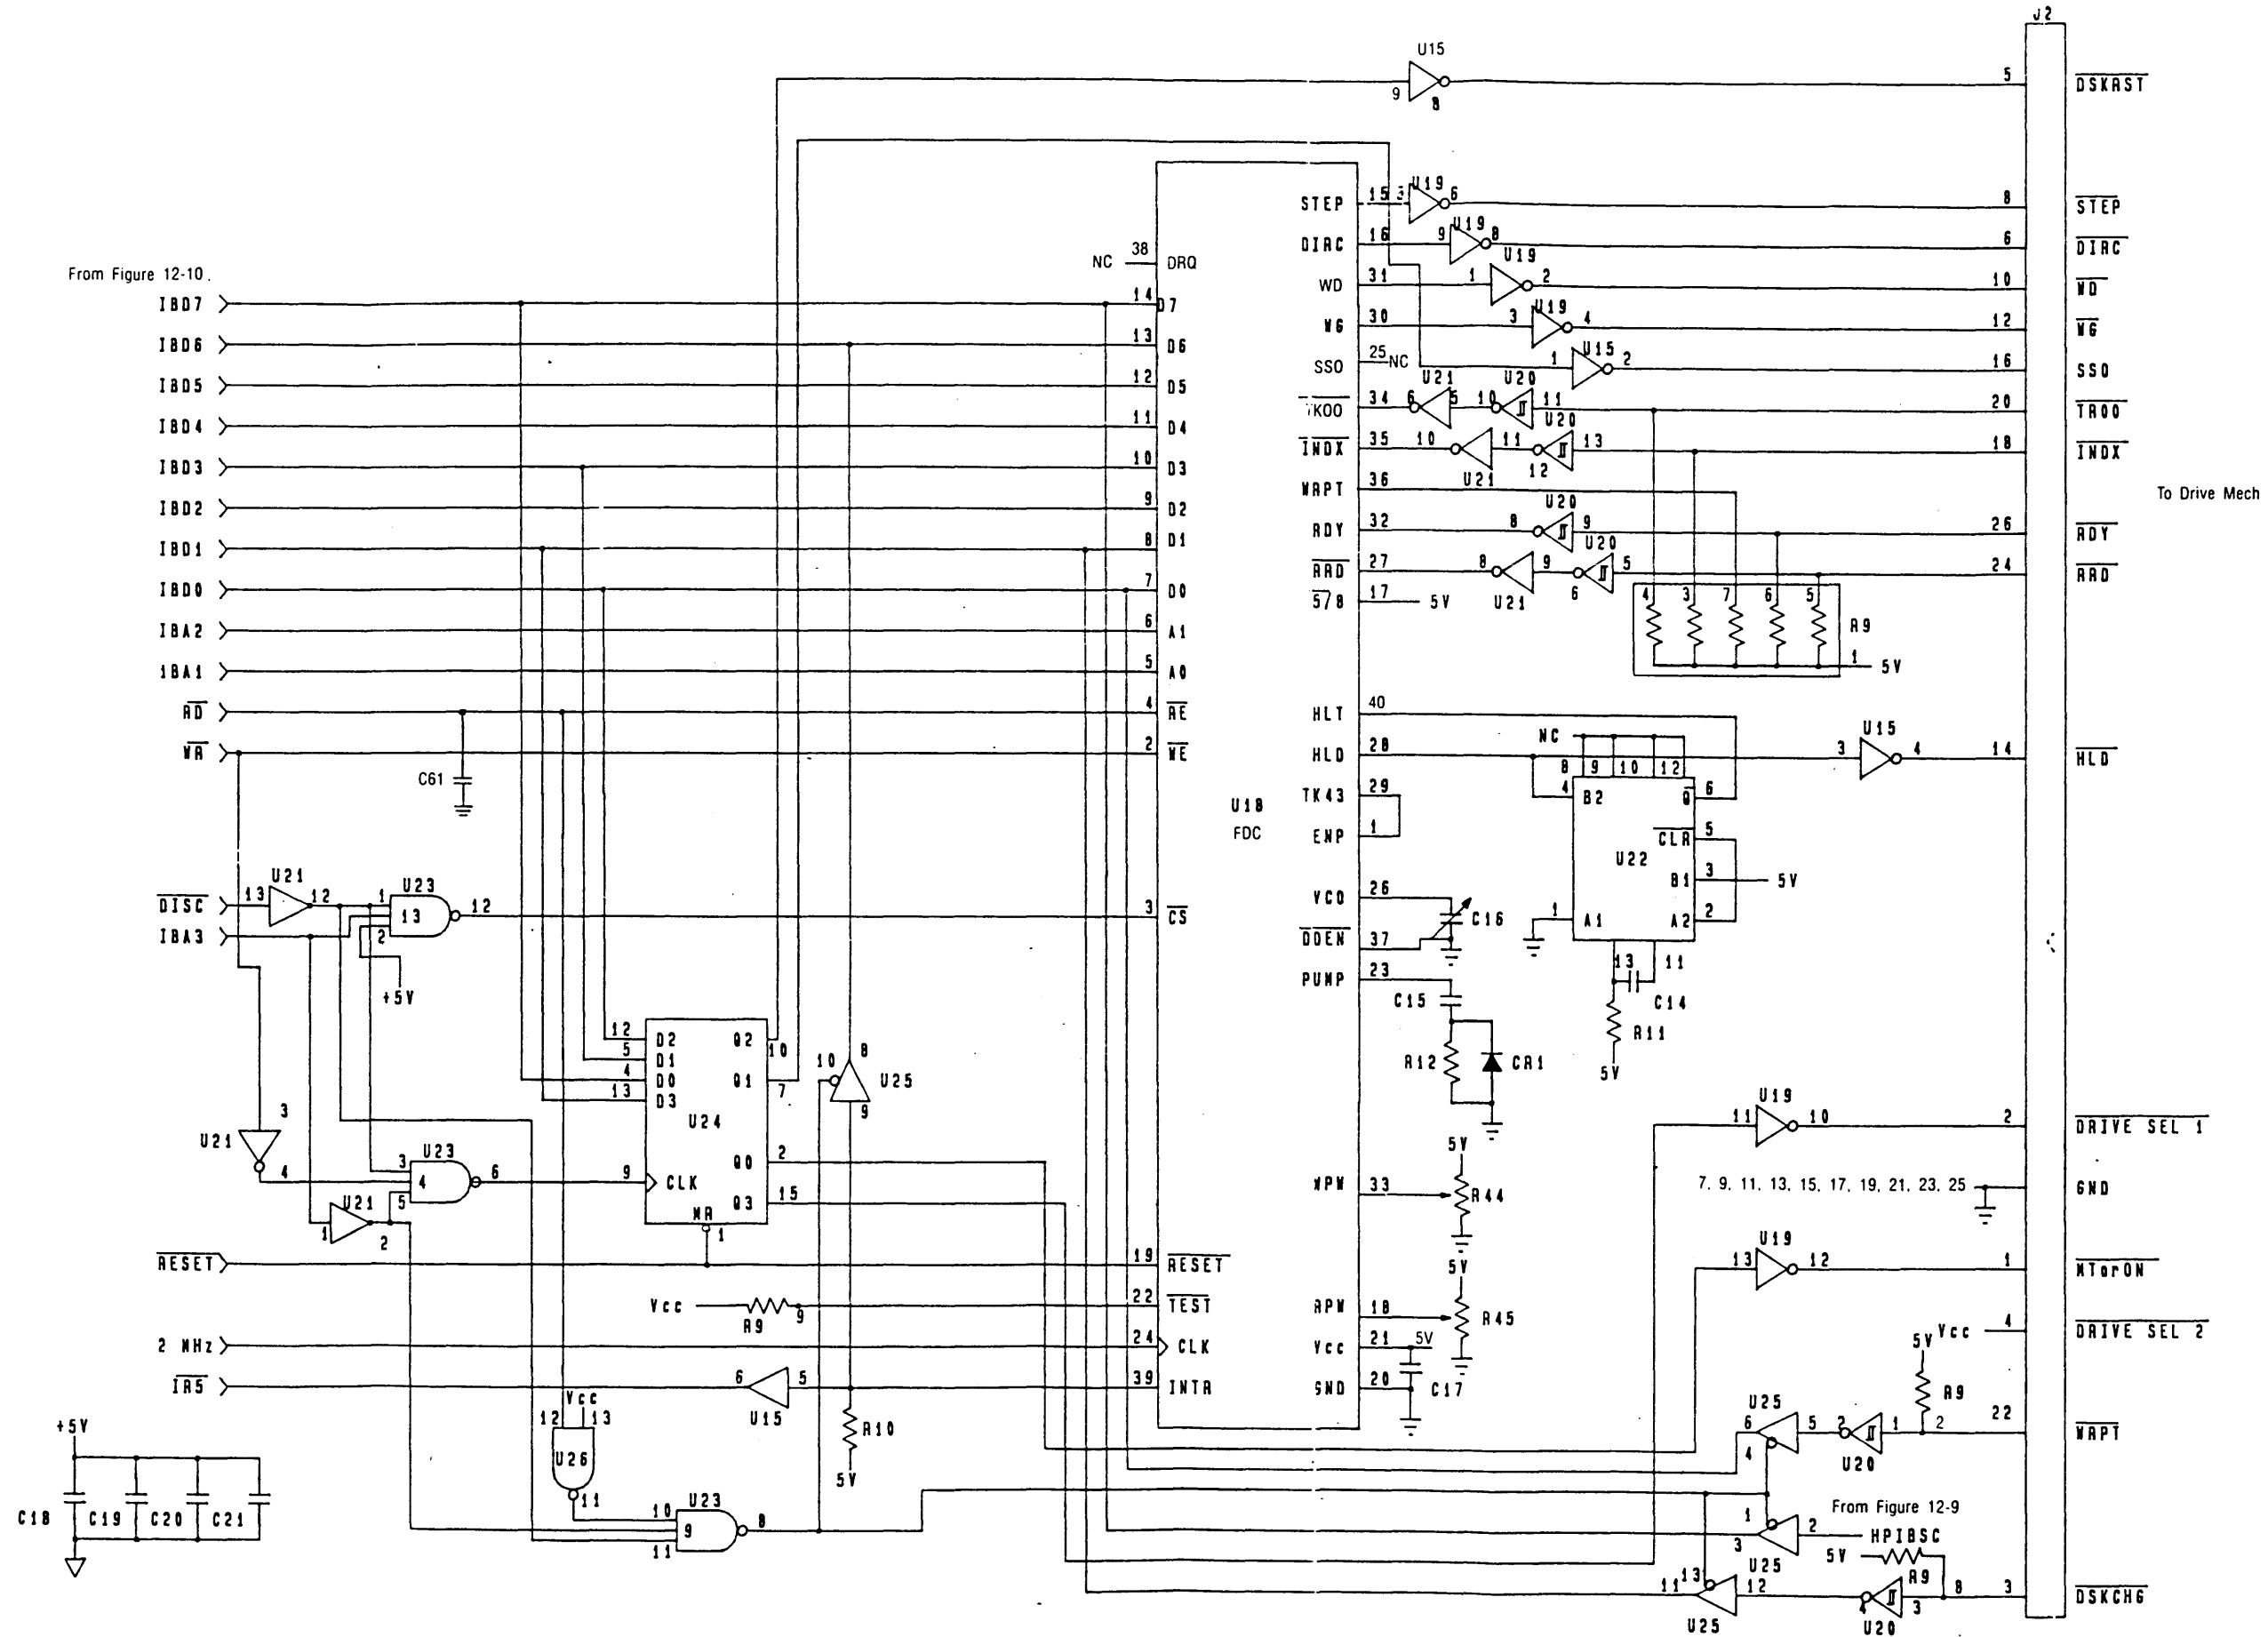 J2
U15
9
8
5
DSKRST
STEP
15
5
U19
6
8
STEP
DIRC
16
9
U19
8
6
DIRC
NC
38
DRQ
WD
31
1
U19
2
10
WD
From Figure 12-10.
IBD7
14
D7
WG
30
3
U19
4
12
WG
IBD6
13
D6
SSO
25
NC
1
U15
2
16
SSO
IBD5
12
D5
TK00
34
6
U21
5
10
U20
11
20
TR00
IBD4
11
D4
INDX
35
10
U21
11
12
U20
13
18
INDX
IBD3
10
D3
WRPT
36
To Drive Mech
IBD2
9
D2
RDY
32
8
U20
9
26
RDY
IBD1
8
D1
RRD
27
8
U21
9
6
U20
5
24
RRD
IBD0
7
D0
5/8
17
5V
4
3
7
6
5
R9
1
5V
IBA2
6
A1
IBA1
5
A0
RD
4
RE
HLT
40
WR
2
WE
HLD
28
NC
3
U15
4
14
HLD
C61
8
9
10
12
TK43
29
4
B2
Q
6
U18
FDC
ENP
1
CLR
5
U22
B1
3
5V
VCO
26
C16
1
A1
A2
2
DDEN
37
DISC
13
U21
12
1
U23
13
2
12
3
CS
IBA3
+5V
PUMP
23
C15
13
11
C14
R11
5V
R12
CR1
12
D2
Q2
10
5
D1
4
D0
Q1
7
13
D3
U24
10
8
U25
9
U21
3
4
3
U23
4
5
6
9
CLK
Q0
2
Q3
15
MR
1
1
U21
2
11
U19
10
2
DRIVE SEL 1
5V
WPW
33
R44
7, 9, 11, 13, 15, 17, 19, 21, 23, 25
GND
RESET
19
RESET
5V
13
U19
12
1
MTorON
Vcc
R9
9
22
TEST
RPW
18
R45
4
Vcc
DRIVE SEL 2
2 MHz
24
CLK
Vcc
21
5V
5V
IR5
6
U15
5
39
INTR
GND
20
C17
R9
Vcc
12
13
U26
11
R10
5V
U25
6
5
4
2
U20
1
2
22
WRPT
+5V
C18
C19
C20
C21
10
U23
9
11
8
From Figure 12-9
1
2
3
U25
HPIBSC
5V
R9
11
13
12
U25
4
U20
3
8
3
DSKCHG